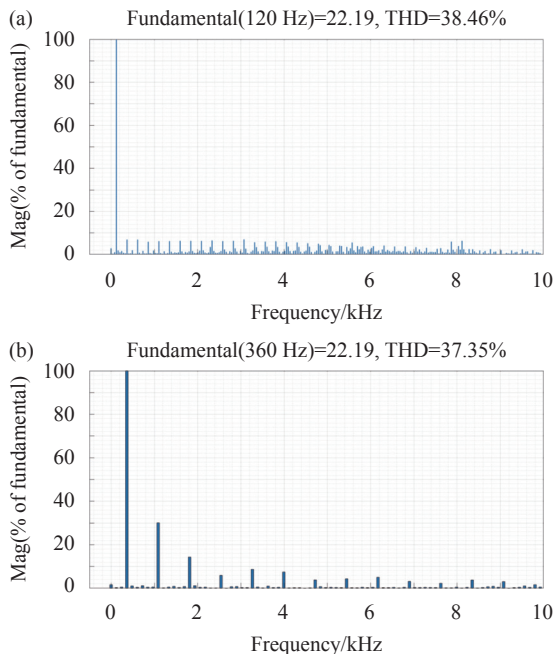 (a) Fundamental(120 Hz)=22.19, THD=38.46%
100
80
60
40
20
0
Mag(% of fundamental)
0 2 4 6 8 10
Frequency/kHz
(b) Fundamental(360 Hz)=22.19, THD=37.35%
100
80
60
40
20
0
Mag(% of fundamental)
0 2 4 6 8 10
Frequency/kHz